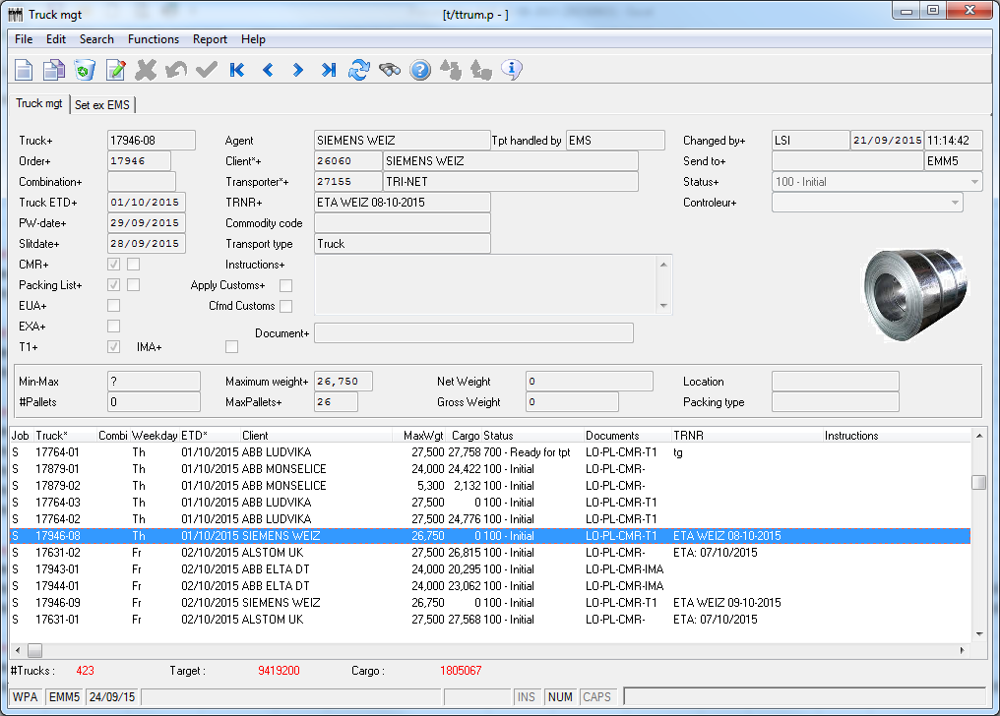 Truck mgt [t/ttrum.p - ]
File Edit Search Functions Report Help
Truck mgt Set ex EMS
Truck+ 17946-08 Agent SIEMENS WEIZ Tpt handled by EMS Changed by+ LSI 21/09/2015 11:14:42
Order+ 17946 Client*+ 26060 SIEMENS WEIZ Send to+ EMM5
Combination+ Transporter*+ 27155 TRI-NET Status+ 100 - Initial
Truck ETD+ 01/10/2015 TRNR+ ETA WEIZ 08-10-2015 Controleur+
PW-date+ 29/09/2015 Commodity code
Slitdate+ 28/09/2015 Transport type Truck
CMR+ Instructions+
Packing List+ Apply Customs+
EUA+ Cfmd Customs
EXA+
Document+
T1+ IMA+
Min-Max ? Maximum weight+ 26,750 Net Weight 0 Location
#Pallets 0 MaxPallets+ 26 Gross Weight 0 Packing type
Job Truck* Combi Weekday ETD* Client MaxWgt Cargo Status Documents TRNR Instructions
S 17764-01 Th 01/10/2015 ABB LUDVIKA 27,500 27,758 700 - Ready for tpt LO-PL-CMR-T1 tg
S 17879-01 Th 01/10/2015 ABB MONSELICE 24,000 24,422 100 - Initial LO-PL-CMR-
S 17879-02 Th 01/10/2015 ABB MONSELICE 5,300 2,132 100 - Initial LO-PL-CMR-
S 17764-03 Th 01/10/2015 ABB LUDVIKA 27,500 0 100 - Initial LO-PL-CMR-T1
S 17764-02 Th 01/10/2015 ABB LUDVIKA 27,500 24,776 100 - Initial LO-PL-CMR-T1
S 17946-08 Th 01/10/2015 SIEMENS WEIZ 26,750 0 100 - Initial LO-PL-CMR-T1 ETA WEIZ 08-10-2015
S 17631-02 Fr 02/10/2015 ALSTOM UK 27,500 26,815 100 - Initial LO-PL-CMR- ETA: 07/10/2015
S 17943-01 Fr 02/10/2015 ABB ELTA DT 24,000 20,295 100 - Initial LO-PL-CMR-IMA
S 17944-01 Fr 02/10/2015 ABB ELTA DT 24,000 23,062 100 - Initial LO-PL-CMR-IMA
S 17946-09 Fr 02/10/2015 SIEMENS WEIZ 26,750 0 100 - Initial LO-PL-CMR-T1 ETA WEIZ 09-10-2015
S 17631-01 Fr 02/10/2015 ALSTOM UK 27,500 27,568 100 - Initial LO-PL-CMR- ETA: 07/10/2015
#Trucks : 423 Target : 9419200 Cargo : 1805067
WPA EMM5 24/09/15 INS NUM CAPS